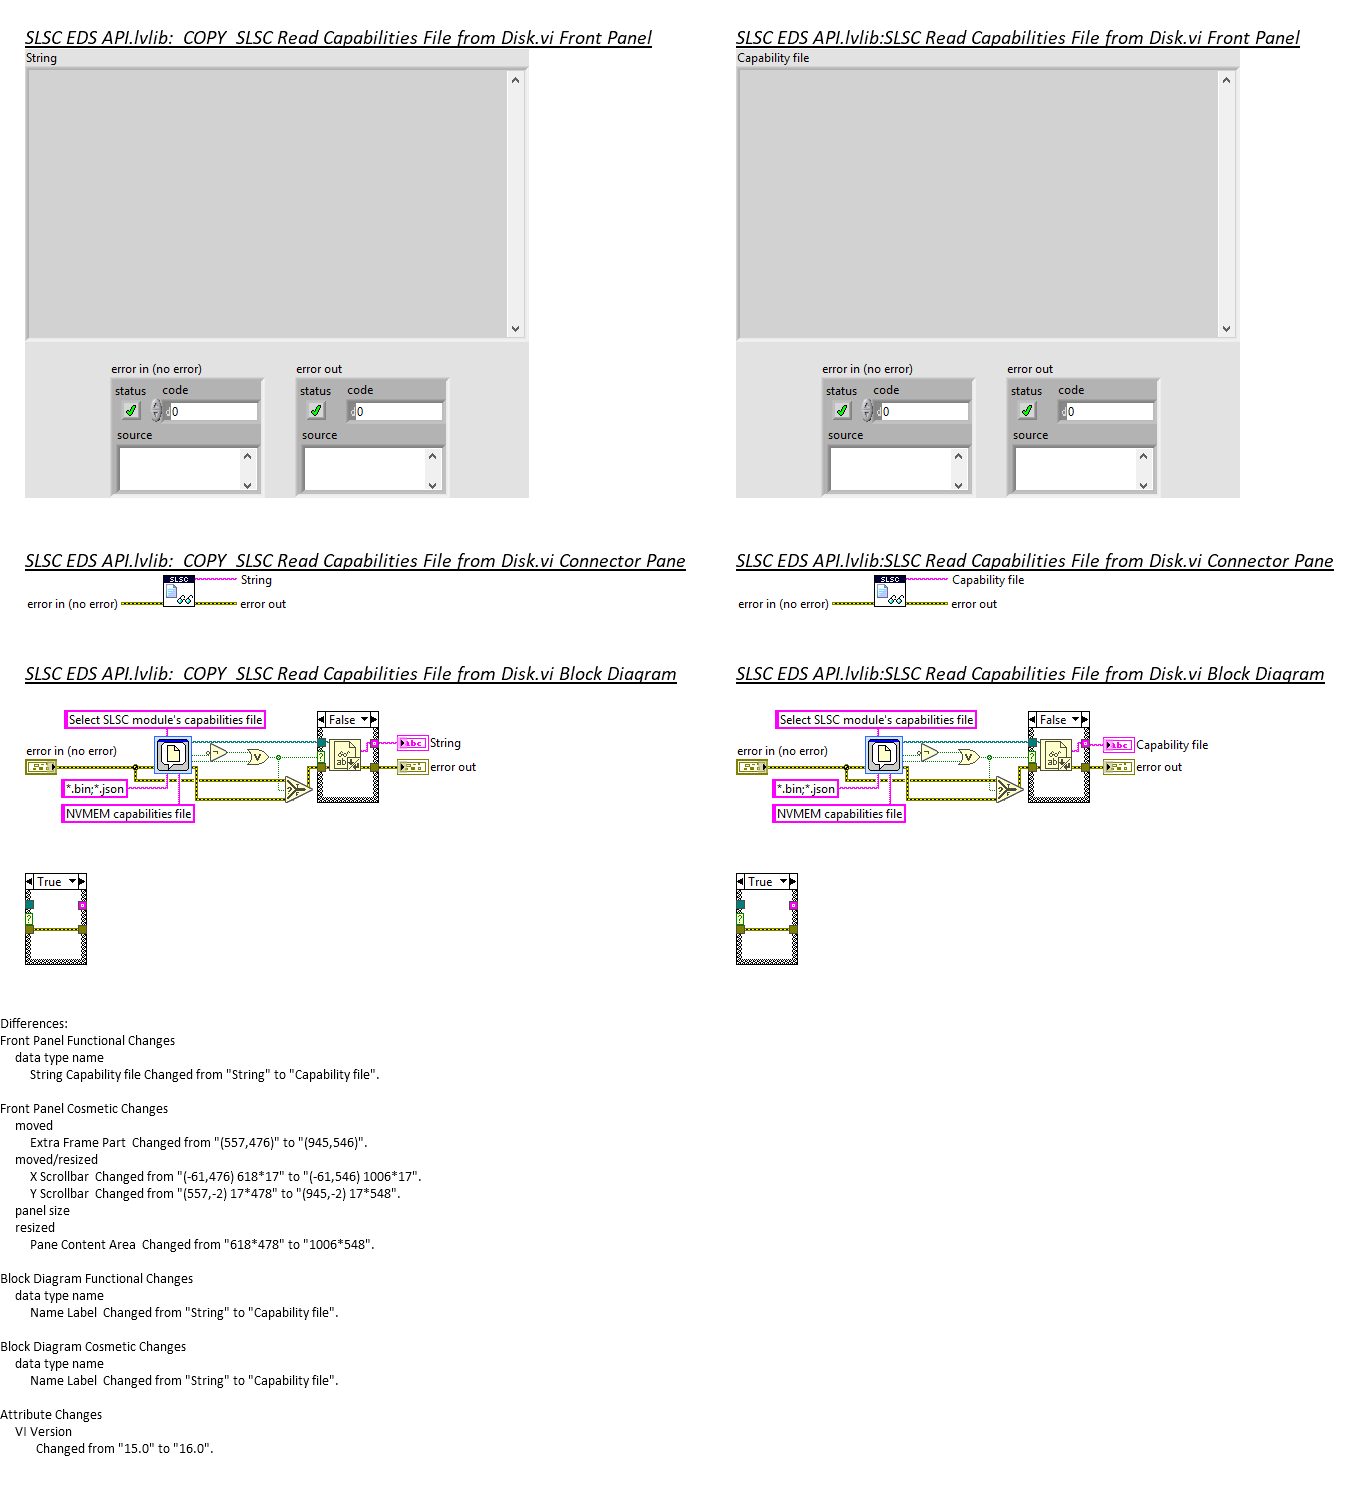 SLSC EDS API.lvlib:  COPY  SLSC Read Capabilities File from Disk.vi Front Panel
String
error in (no error)
error out
status
code
status
code
0
0
source
source
SLSC EDS API.lvlib:SLSC Read Capabilities File from Disk.vi Front Panel
Capability file
error in (no error)
error out
status
code
status
code
0
0
source
source
SLSC EDS API.lvlib:  COPY  SLSC Read Capabilities File from Disk.vi Connector Pane
SLSC
String
error in (no error)
error out
SLSC EDS API.lvlib:SLSC Read Capabilities File from Disk.vi Connector Pane
SLSC
Capability file
error in (no error)
error out
SLSC EDS API.lvlib:  COPY  SLSC Read Capabilities File from Disk.vi Block Diagram
Select SLSC module's capabilities file
False
error in (no error)
abc
String
error out
*.bin;*.json
NVMEM capabilities file
True
SLSC EDS API.lvlib:SLSC Read Capabilities File from Disk.vi Block Diagram
Select SLSC module's capabilities file
False
error in (no error)
abc
Capability file
error out
*.bin;*.json
NVMEM capabilities file
True
Differences:
Front Panel Functional Changes
data type name
String Capability file Changed from "String" to "Capability file".
Front Panel Cosmetic Changes
moved
Extra Frame Part  Changed from "(557,476)" to "(945,546)".
moved/resized
X Scrollbar  Changed from "(-61,476) 618*17" to "(-61,546) 1006*17".
Y Scrollbar  Changed from "(557,-2) 17*478" to "(945,-2) 17*548".
panel size
resized
Pane Content Area  Changed from "618*478" to "1006*548".
Block Diagram Functional Changes
data type name
Name Label  Changed from "String" to "Capability file".
Block Diagram Cosmetic Changes
data type name
Name Label  Changed from "String" to "Capability file".
Attribute Changes
VI Version
Changed from "15.0" to "16.0".